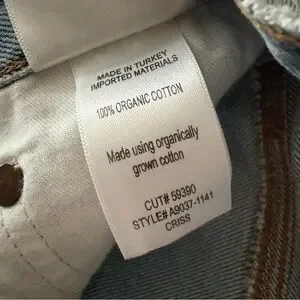 MADE IN TURKEY
IMPORTED MATERIALS
100% ORGANIC COTTON
Made using organically
grown cotton
CUT# 59390
STYLE# A9037-1141
CRISS